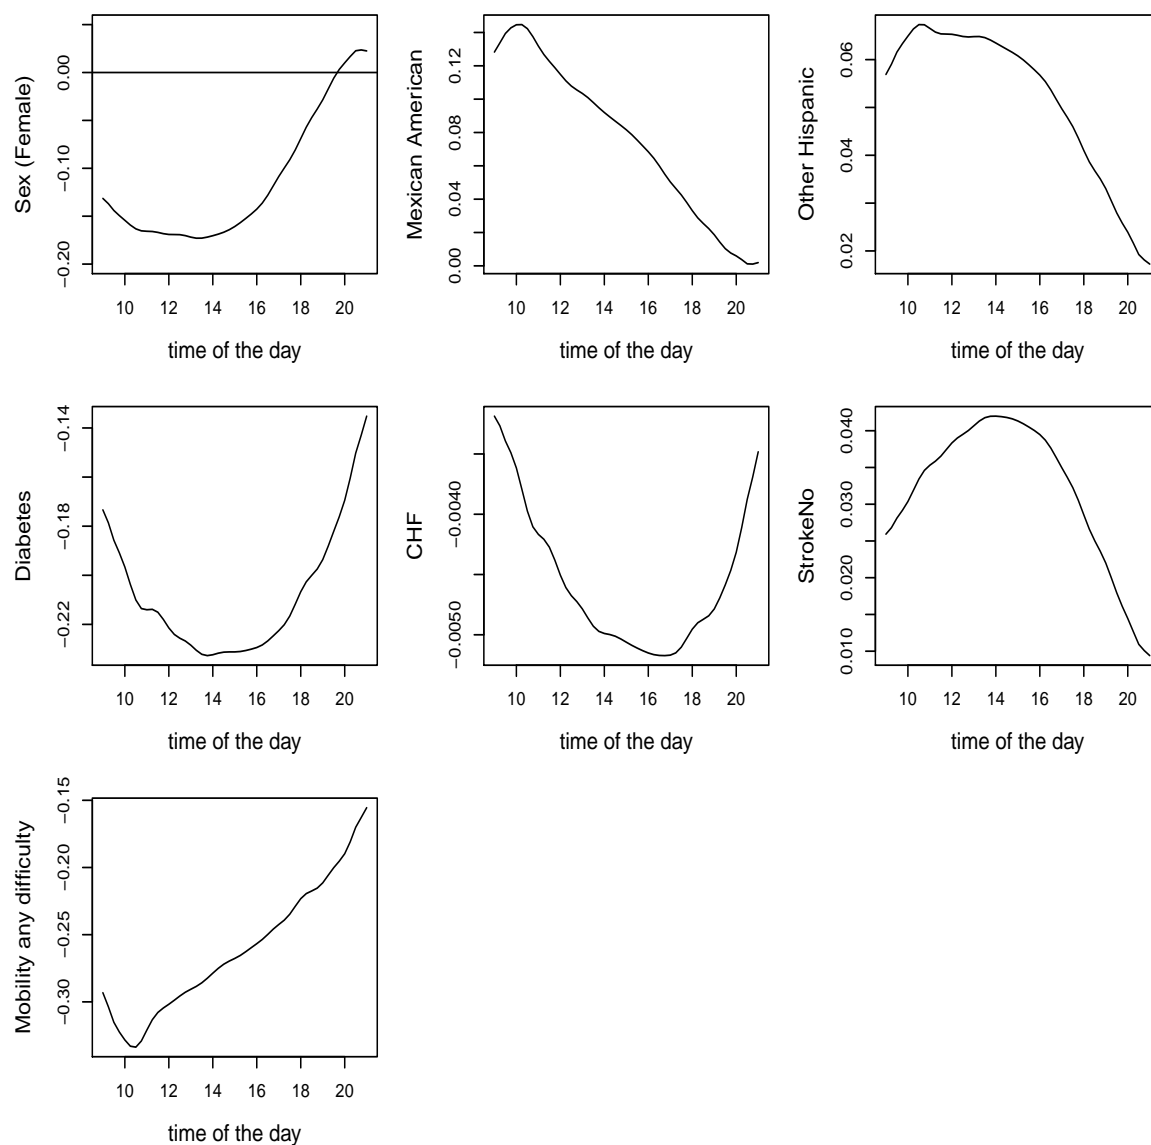 Sex (Female)
0.00
−0.10
−0.20
10 12 14 16 18 20
time of the day
Mexican American
0.12
0.08
0.04
0.00
10 12 14 16 18 20
time of the day
Other Hispanic
0.06
0.04
0.02
10 12 14 16 18 20
time of the day
Diabetes
−0.14
−0.18
−0.22
10 12 14 16 18 20
time of the day
CHF
−0.0040
−0.0050
10 12 14 16 18 20
time of the day
StrokeNo
0.040
0.030
0.020
0.010
10 12 14 16 18 20
time of the day
Mobility any difficulty
−0.15
−0.20
−0.25
−0.30
10 12 14 16 18 20
time of the day